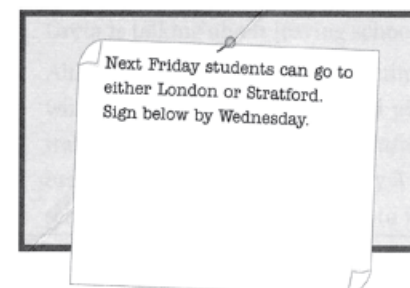 Next Friday students can go to
either London or Stratford.
Sign below by Wednesday.